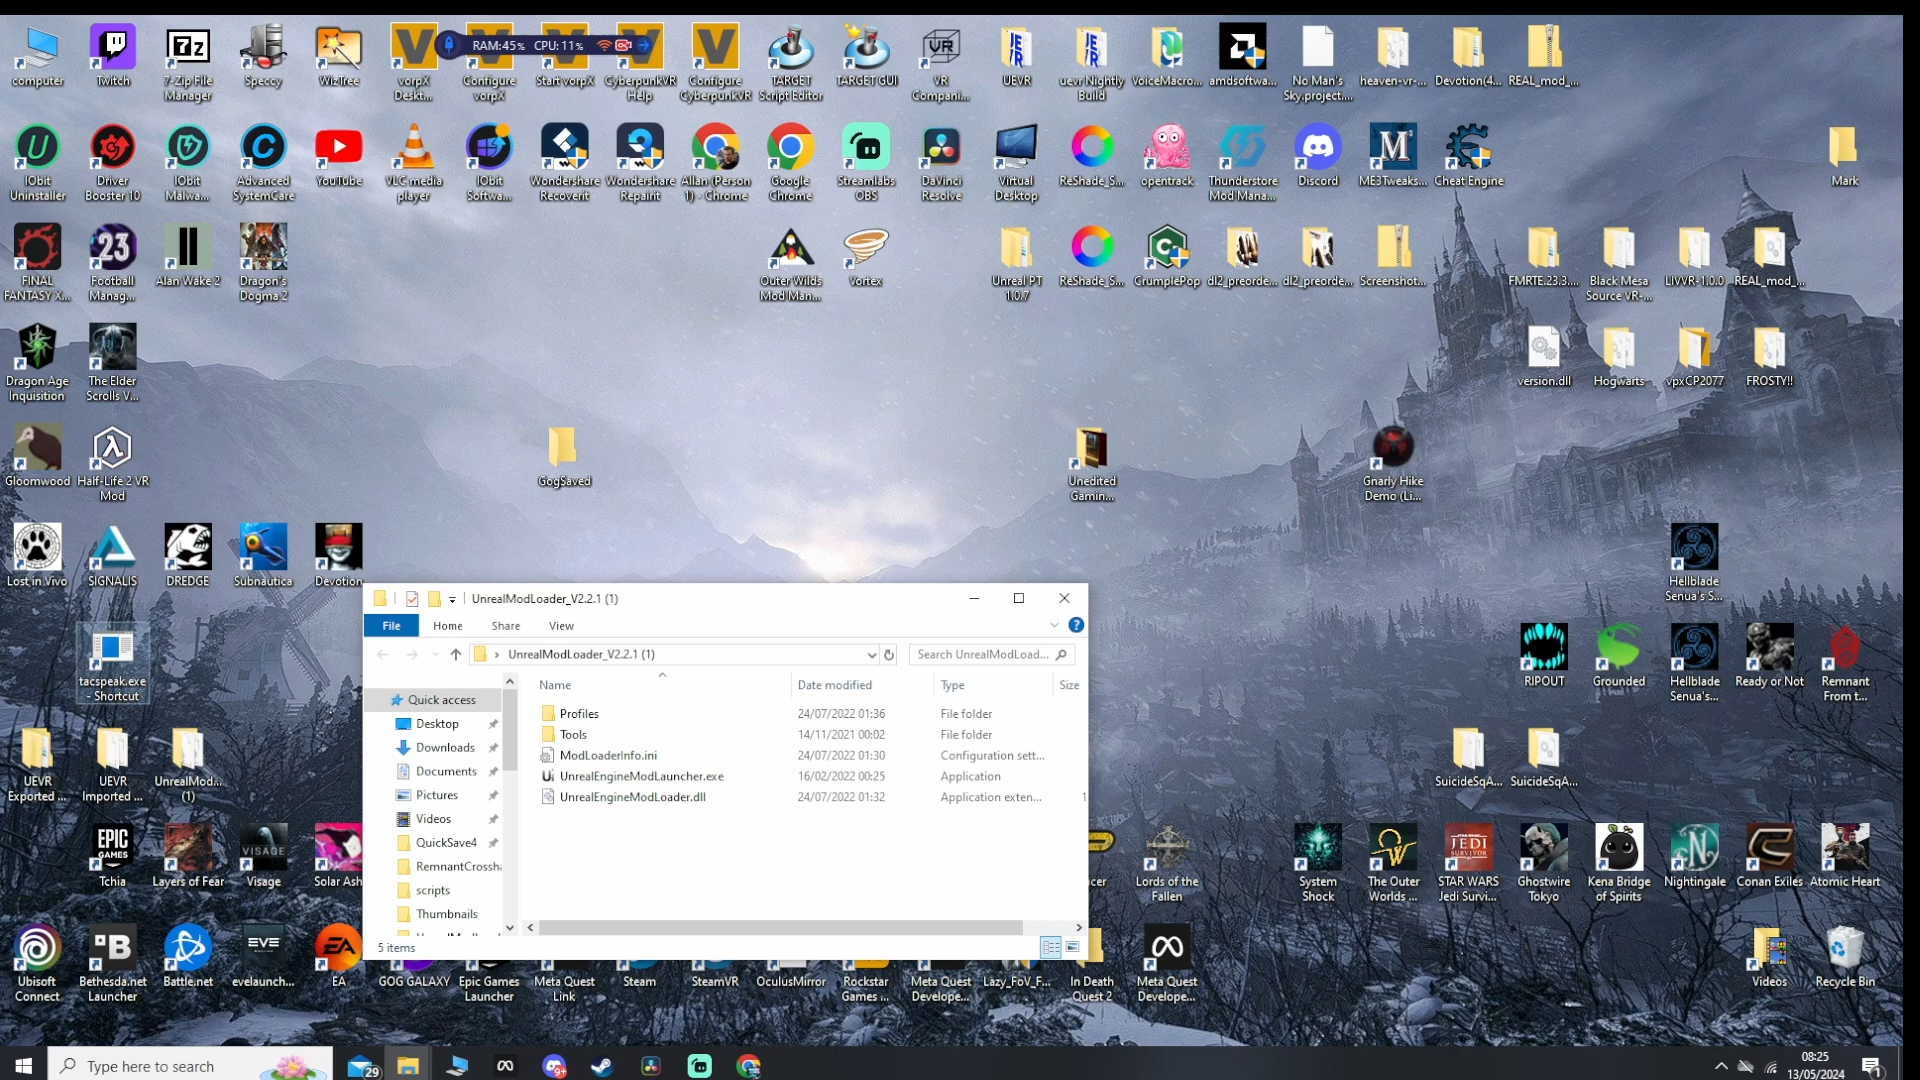 RAM:45% CPU: 11%
computer
Twitch
7-Zip File
Manager
Speccy
WizTree
vorpX
Deskt...
Configure
vorpX
Start vorpX
CyberpunkVR
Help
Configure
CyberpunkVR
TARGET
Script Editor
TARGET GUI
VR
Compani...
UEVR
uevr Nightly
Build
VoiceMacro...
amdsoftwa...
No Man's
Sky.project....
heaven-vr-...
Devotion(4...
REAL_mod_...
IObit
Uninstaller
Driver
Booster 10
IObit
Malwa...
Advanced
SystemCare
YouTube
VLC media
player
IObit
Softwa...
Wondershare
Recoverit
Wondershare
Repairit
Allan (Person
1) - Chrome
Google
Chrome
Streamlabs
OBS
DaVinci
Resolve
Virtual
Desktop
ReShade_S...
opentrack
Thunderstore
Mod Mana...
Discord
ME3Tweaks...
Cheat Engine
Mark
FINAL
FANTASY X...
Football
Manag...
Alan Wake 2
Dragon's
Dogma 2
Outer Wilds
Mod Man...
Vortex
Unreal PT
1.0.7
ReShade_S...
CrumplePop
dl2_preorde...
dl2_preorde...
Screenshot...
FMRTE.23.3....
Black Mesa
Source VR-...
LIVVR-1.0.0
REAL_mod_...
Dragon Age
Inquisition
The Elder
Scrolls V...
version.dll
Hogwarts
vpxCP2077
FROSTY!!
Gloomwood
Half-Life 2 VR
Mod
GogSaved
Unedited
Gamin...
Gnarly Hike
Demo (Li...
Lost in Vivo
SIGNALIS
DREDGE
Subnautica
Devotion
Hellblade
Senua's S...
tacspeak.exe
- Shortcut
RIPOUT
Grounded
Hellblade
Senua's...
Ready or Not
Remnant
From t...
UEVR
Exported ...
UEVR
Imported ...
UnrealMod...
(1)
SuicideSqA...
SuicideSqA...
UnrealModLoader_V2.2.1 (1)
File
Home
Share
View
UnrealModLoader_V2.2.1 (1)
Search UnrealModLoad...
Name
Date modified
Type
Size
Quick access
Desktop
Downloads
Documents
Pictures
Videos
QuickSave4
RemnantCrossha
scripts
Thumbnails
Profiles 24/07/2022 01:36 File folder
Tools 14/11/2021 00:02 File folder
ModLoaderInfo.ini 24/07/2022 01:30 Configuration sett...
UnrealEngineModLauncher.exe 16/02/2022 00:25 Application
UnrealEngineModLoader.dll 24/07/2022 01:32 Application exten... 1
5 items
EPIC
GAMES
Tchia
Layers of Fear
VISAGE
Visage
Solar Ash
ncer
Lords of the
Fallen
System
Shock
The Outer
Worlds ...
STAR WARS
JEDI
SURVIVOR
STAR WARS
Jedi Survi...
Ghostwire
Tokyo
Kena Bridge
of Spirits
Nightingale
Conan Exiles
Atomic Heart
Ubisoft
Connect
Bethesda.net
Launcher
Battle.net
EVE
evelaunch...
EA
EA
GOG GALAXY
Epic Games
Launcher
Meta Quest
Link
Steam
SteamVR
OculusMirror
Rockstar
Games ...
Meta Quest
Develope...
Lazy_FoV_F...
In Death
Quest 2
Meta Quest
Develope...
Videos
Recycle Bin
Type here to search
29
9+
08:25
13/05/2024
1